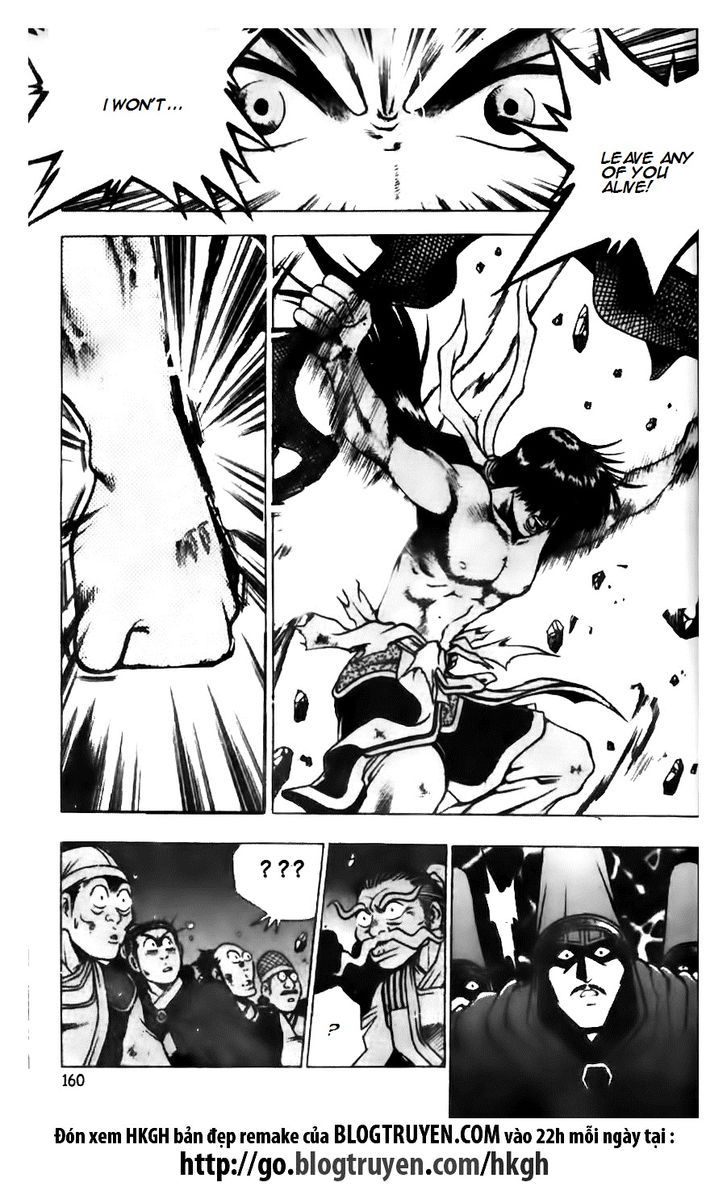 I WON'T...
LEAVE ANY
OF YOU
ALIVE!
???
?
160
Đón xem HKGH bản đẹp remake của BLOGTRUYEN.COM vào 22h mỗi ngày tại :
http://go.blogtruyen.com/hkgh